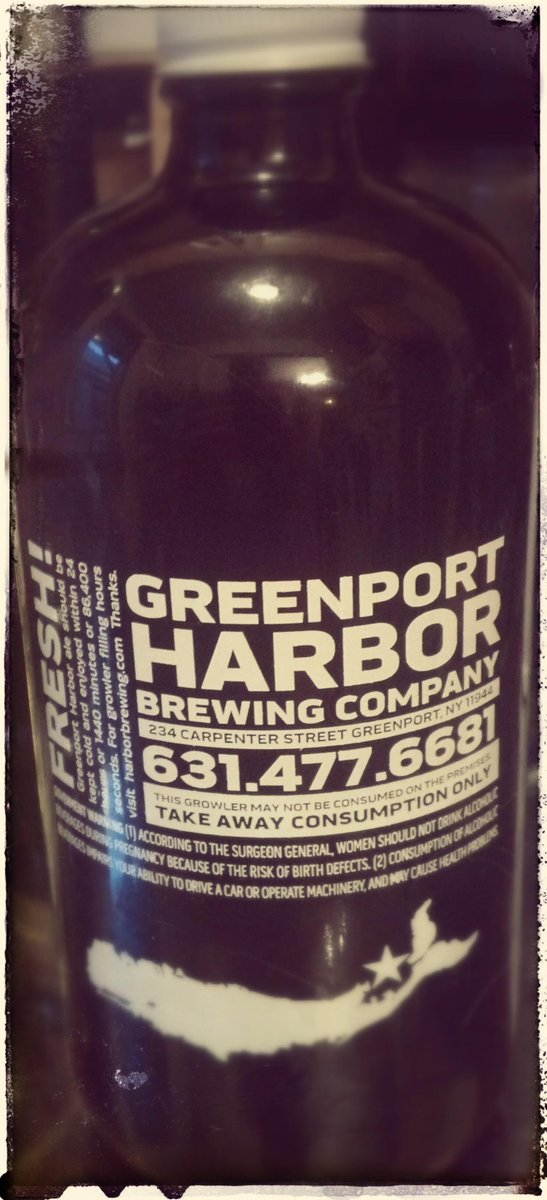 FRESH!
Greenport Harbor ale should be
kept cold and enjoyed within 24
hours or 1440 minutes or 86,400
seconds. For growler filling hours
visit harborbrewing.com Thanks.
GREENPORT
HARBOR
BREWING COMPANY
234 CARPENTER STREET GREENPORT, NY 11944
631.477.6681
THIS GROWLER MAY NOT BE CONSUMED ON THE PREMISES.
TAKE AWAY CONSUMPTION ONLY
GOVERNMENT WARNING (1) ACCORDING TO THE SURGEON GENERAL, WOMEN SHOULD NOT DRINK ALCOHOLIC
BEVERAGES DURING PREGNANCY BECAUSE OF THE RISK OF BIRTH DEFECTS. (2) CONSUMPTION OF ALCOHOLIC
BEVERAGES IMPAIRS YOUR ABILITY TO DRIVE A CAR OR OPERATE MACHINERY, AND MAY CAUSE HEALTH PROBLEMS